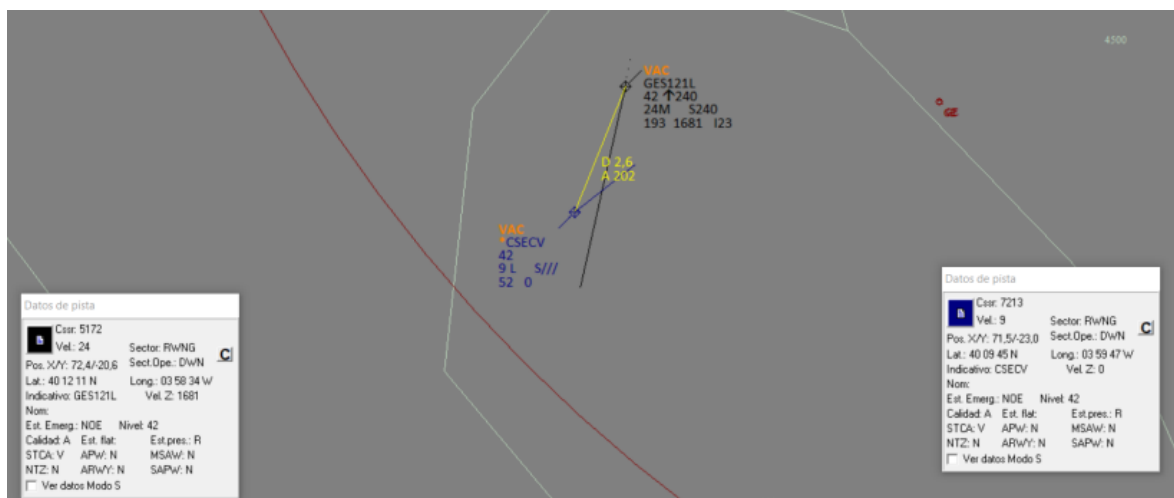 4500
VAC
GES121L
42 ↑240
24M S240
193 1681 I23
D 2,6
A 202
VAC
*CSECV
42
9 L S///
52 0
Datos de pista
Cssr: 5172
Vel.: 24 Sector: RWNG
C
Pos. X/Y: 72,4/-20,6 Sect.Ope.: DWN
Lat.: 40 12 11 N Long.: 03 58 34 W
Indicativo: GES121L Vel. Z: 1681
Nom:
Est. Emerg.: NOE Nivel: 42
Calidad: A Est. flat: Est.pres.: R
STCA: V APW: N MSAW: N
NTZ: N ARWY: N SAPW: N
Ver datos Modo S
Datos de pista
Cssr: 7213
Vel.: 9 Sector: RWNG
C
Pos. X/Y: 71,5/-23,0 Sect.Ope.: DWN
Lat.: 40 09 45 N Long.: 03 59 47 W
Indicativo: CSECV Vel. Z: 0
Nom:
Est. Emerg.: NOE Nivel: 42
Calidad: A Est. flat: Est.pres.: R
STCA: V APW: N MSAW: N
NTZ: N ARWY: N SAPW: N
Ver datos Modo S